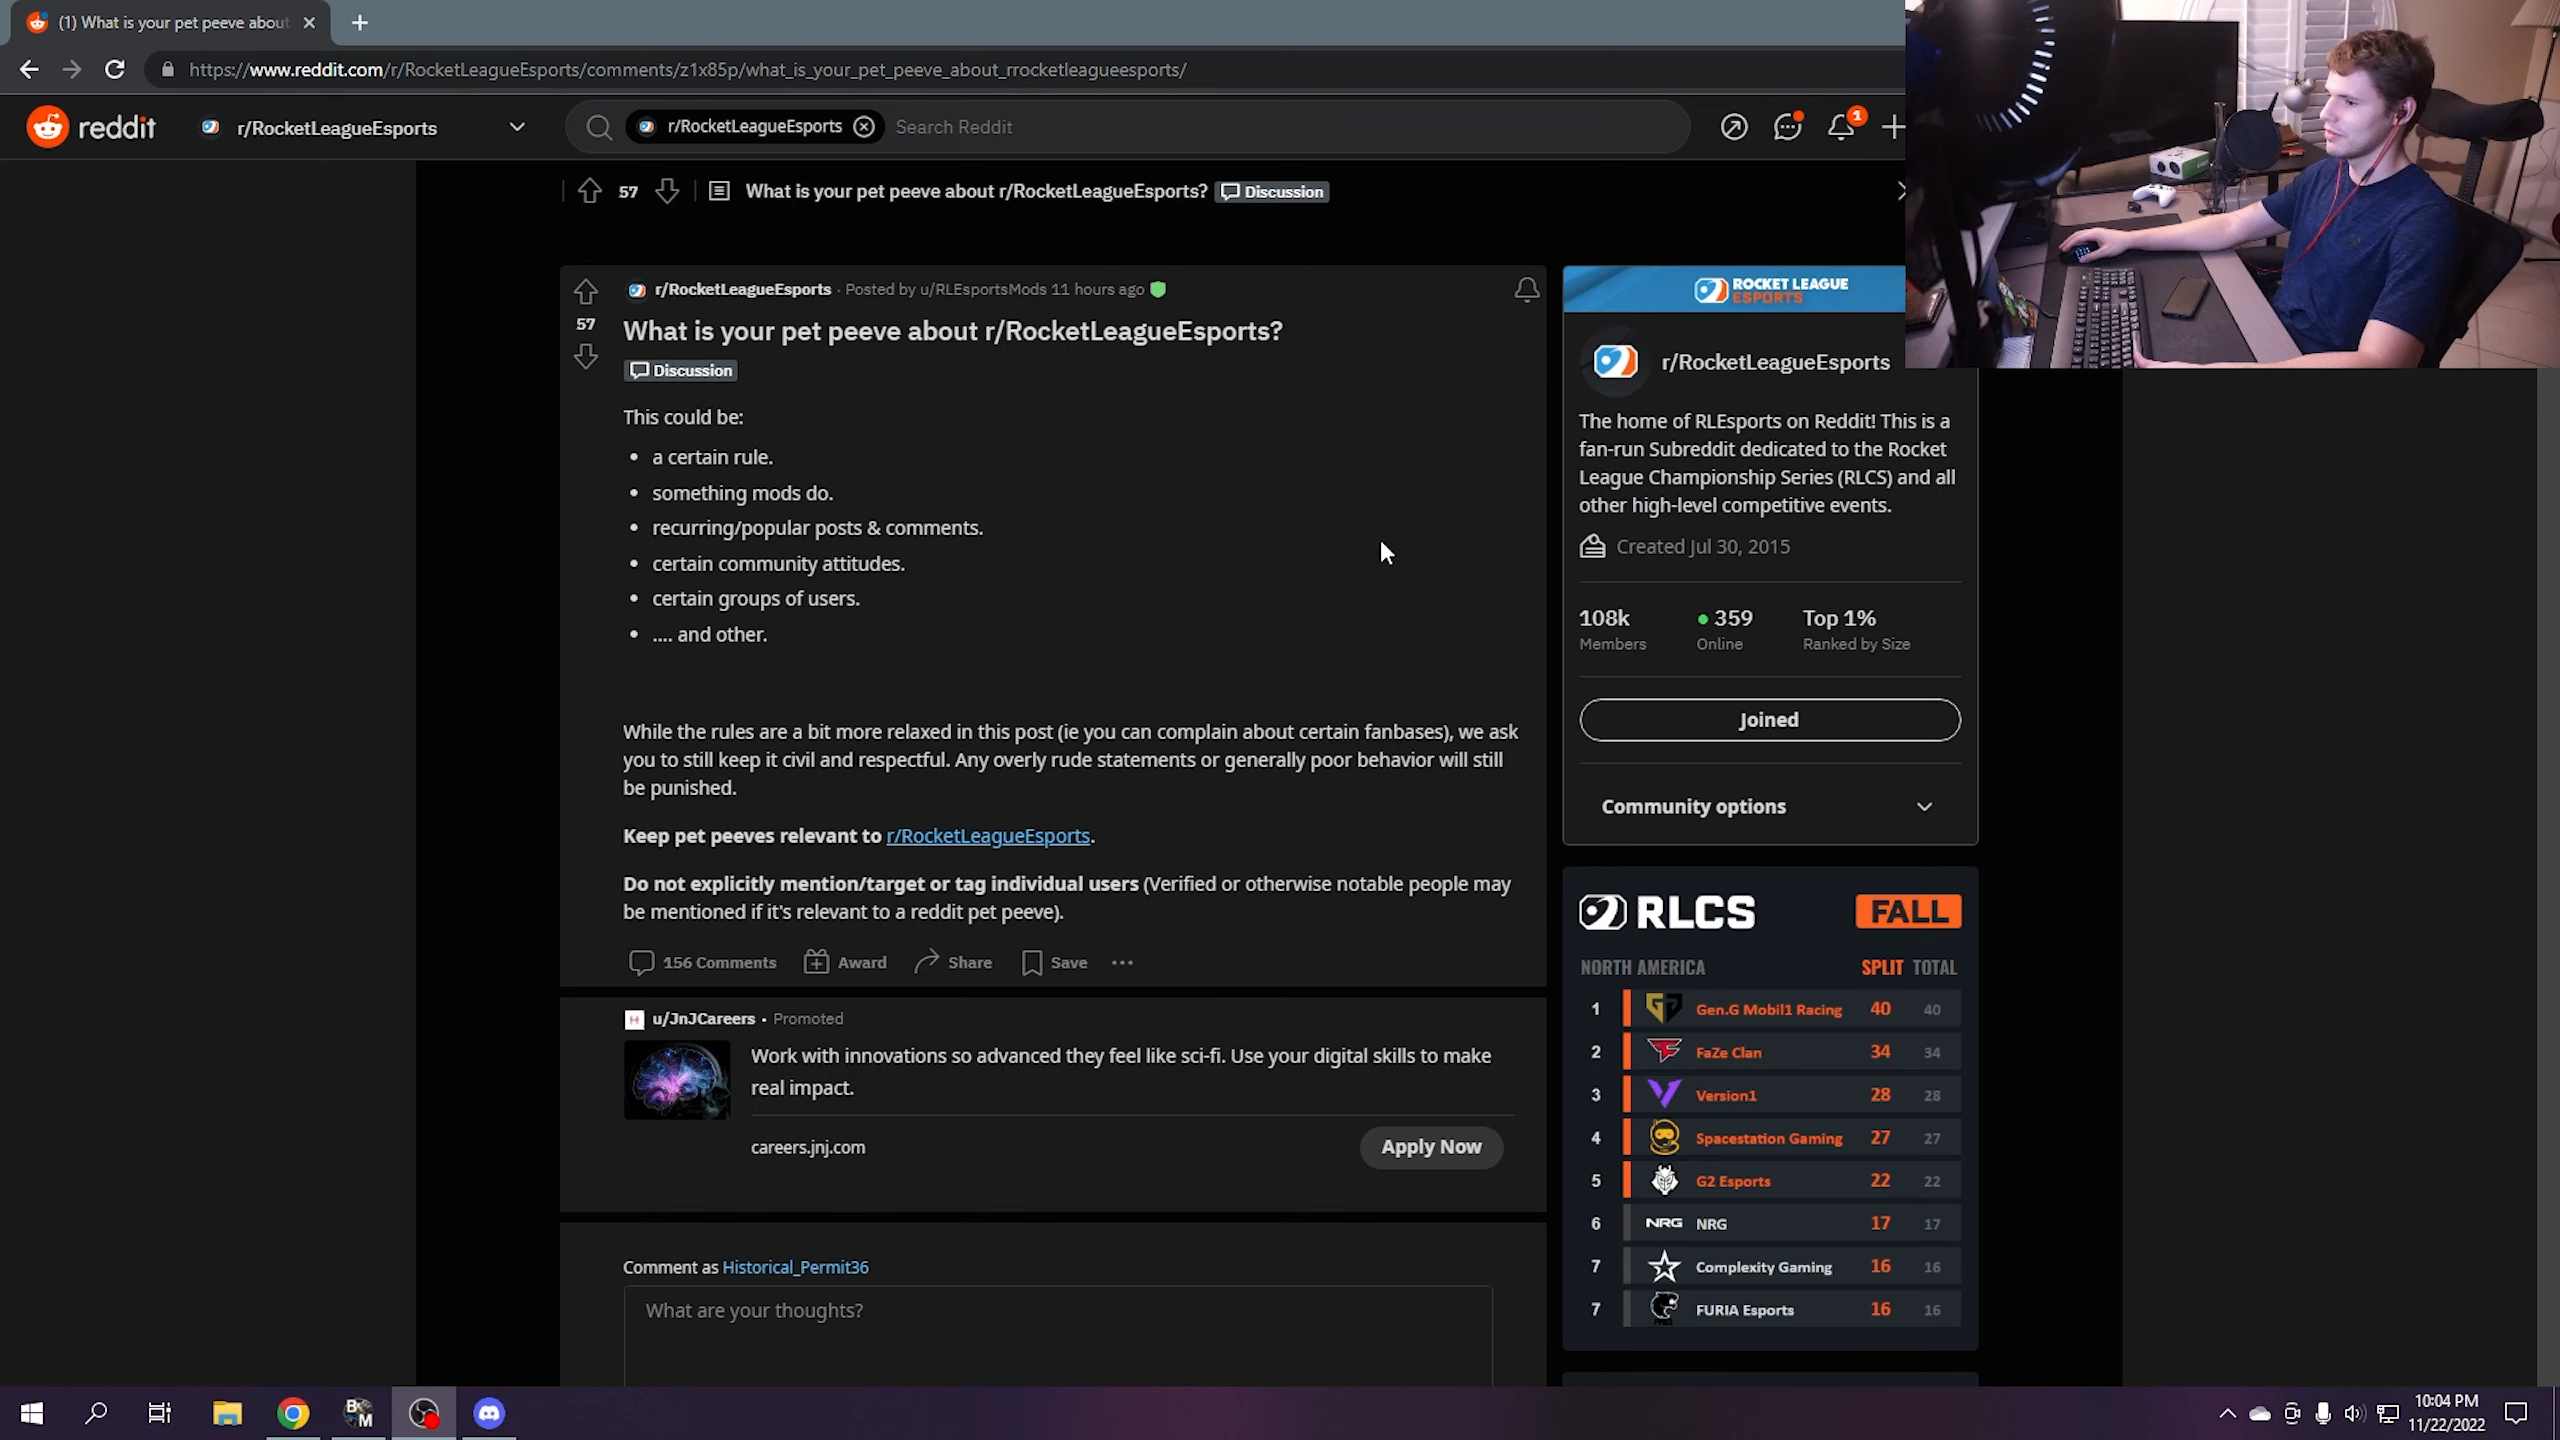 (1) What is your pet peeve about
https://www.reddit.com/r/RocketLeagueEsports/comments/z1x85p/what_is_your_pet_peeve_about_rrocketleagueesports/
reddit
r/RocketLeagueEsports
r/RocketLeagueEsports
Search Reddit
1
57
What is your pet peeve about r/RocketLeagueEsports?
Discussion
r/RocketLeagueEsports · Posted by u/RLEsportsMods 11 hours ago
57
What is your pet peeve about r/RocketLeagueEsports?
Discussion
This could be:
• a certain rule.
• something mods do.
• recurring/popular posts & comments.
• certain community attitudes.
• certain groups of users.
• .... and other.
While the rules are a bit more relaxed in this post (ie you can complain about certain fanbases), we ask
you to still keep it civil and respectful. Any overly rude statements or generally poor behavior will still
be punished.
Keep pet peeves relevant to r/RocketLeagueEsports.
Do not explicitly mention/target or tag individual users (Verified or otherwise notable people may
be mentioned if it's relevant to a reddit pet peeve).
156 Comments
Award
Share
Save
u/JnJCareers · Promoted
Work with innovations so advanced they feel like sci-fi. Use your digital skills to make
real impact.
careers.jnj.com
Apply Now
Comment as Historical_Permit36
What are your thoughts?
ROCKET LEAGUE
ESPORTS
r/RocketLeagueEsports
The home of RLEsports on Reddit! This is a
fan-run Subreddit dedicated to the Rocket
League Championship Series (RLCS) and all
other high-level competitive events.
Created Jul 30, 2015
108k 359 Top 1%
Members Online Ranked by Size
Joined
Community options
RLCS FALL
NORTH AMERICA SPLIT TOTAL
1 Gen.G Mobil1 Racing 40 40
2 FaZe Clan 34 34
3 Version1 28 28
4 Spacestation Gaming 27 27
5 G2 Esports 22 22
6 NRG NRG 17 17
7 Complexity Gaming 16 16
7 FURIA Esports 16 16
B M
10:04 PM
11/22/2022